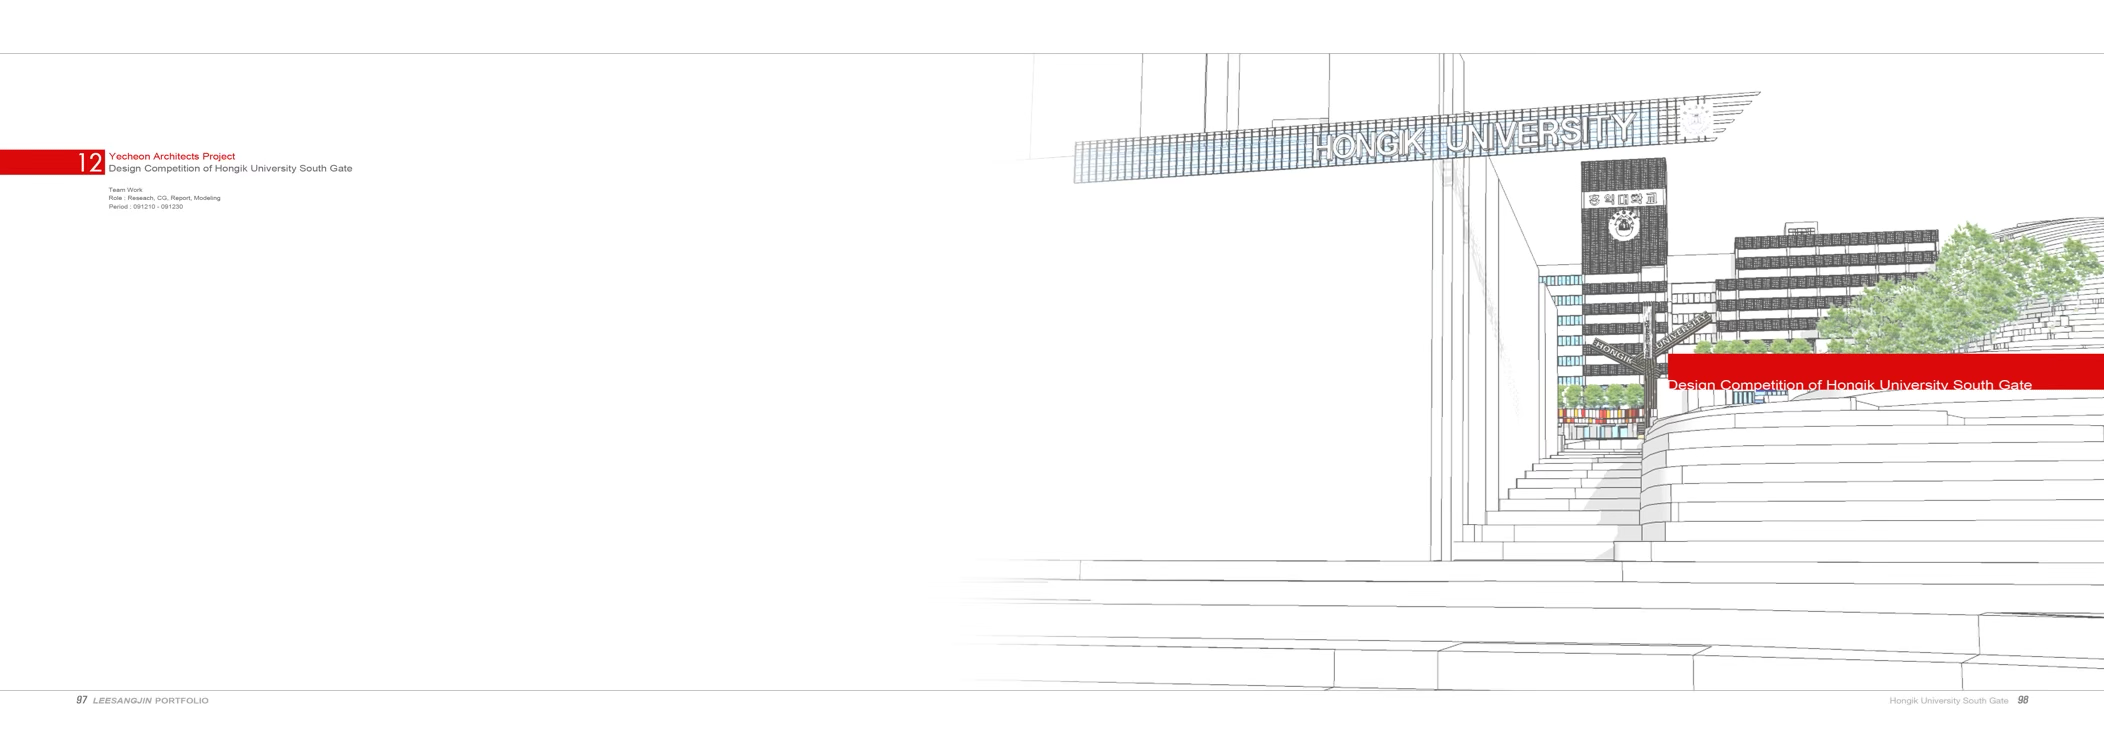 12 Yecheon Architects Project
Design Competition of Hongik University South Gate
Team Work
Role : Reseach, CG, Report, Modeling
Period : 091210 - 091230
HONGIK UNIVERSITY
홍익대학교
HONGIK UNIVERSITY
Design Competition of Hongik University South Gate
97 LEESANGJIN PORTFOLIO
Hongik University South Gate 98